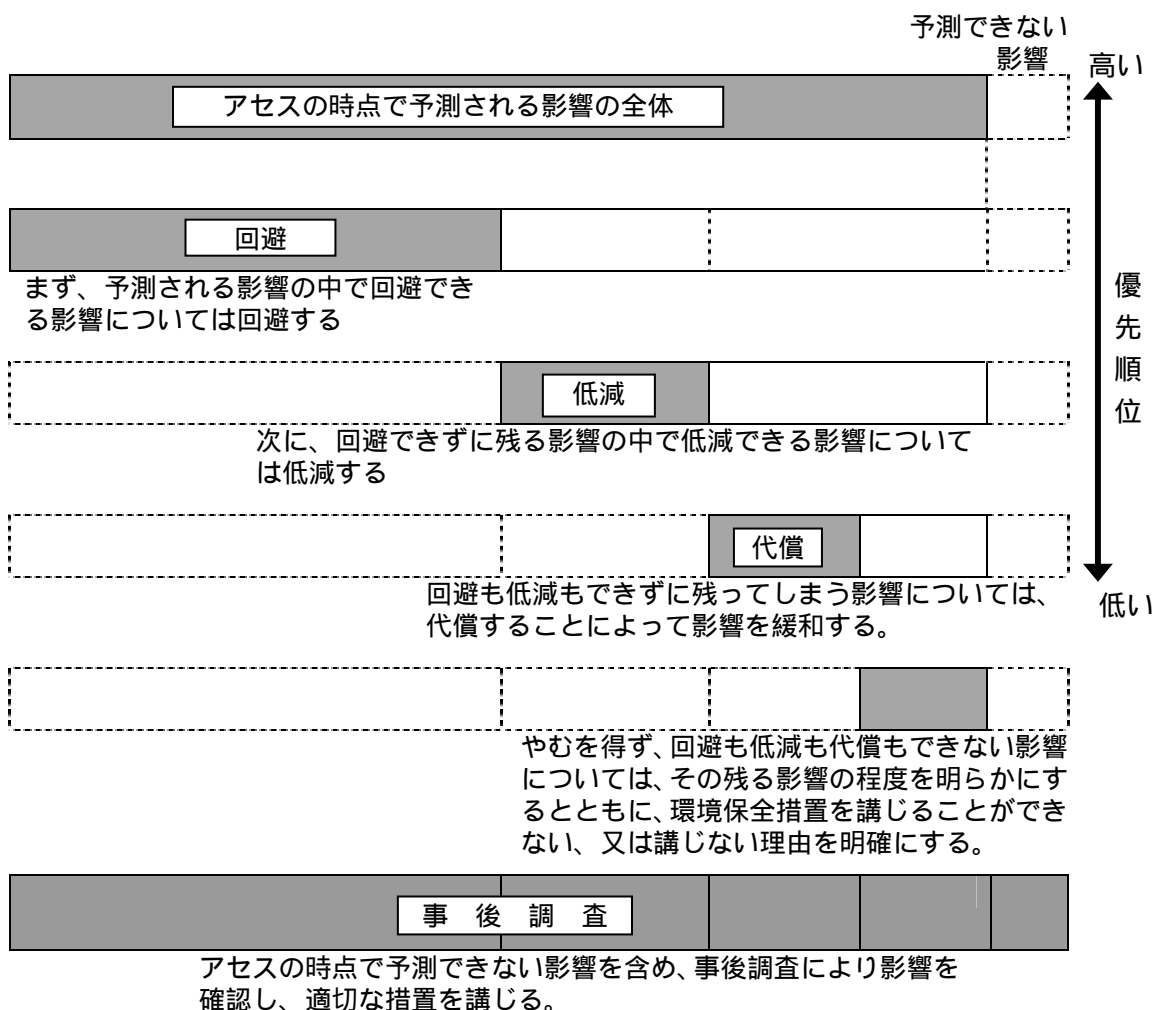 予測できない
影響
高い
アセスの時点で予測される影響の全体
回避
まず、予測される影響の中で回避でき
る影響については回避する
優先順位
低減
次に、回避できずに残る影響の中で低減できる影響について
は低減する
代償
回避も低減もできずに残ってしまう影響については、
代償することによって影響を緩和する。
低い
やむを得ず、回避も低減も代償もできない影響
については、その残る影響の程度を明らかにす
るとともに、環境保全措置を講じることができ
ない、又は講じない理由を明確にする。
事後調査
アセスの時点で予測できない影響を含め、事後調査により影響を
確認し、適切な措置を講じる。